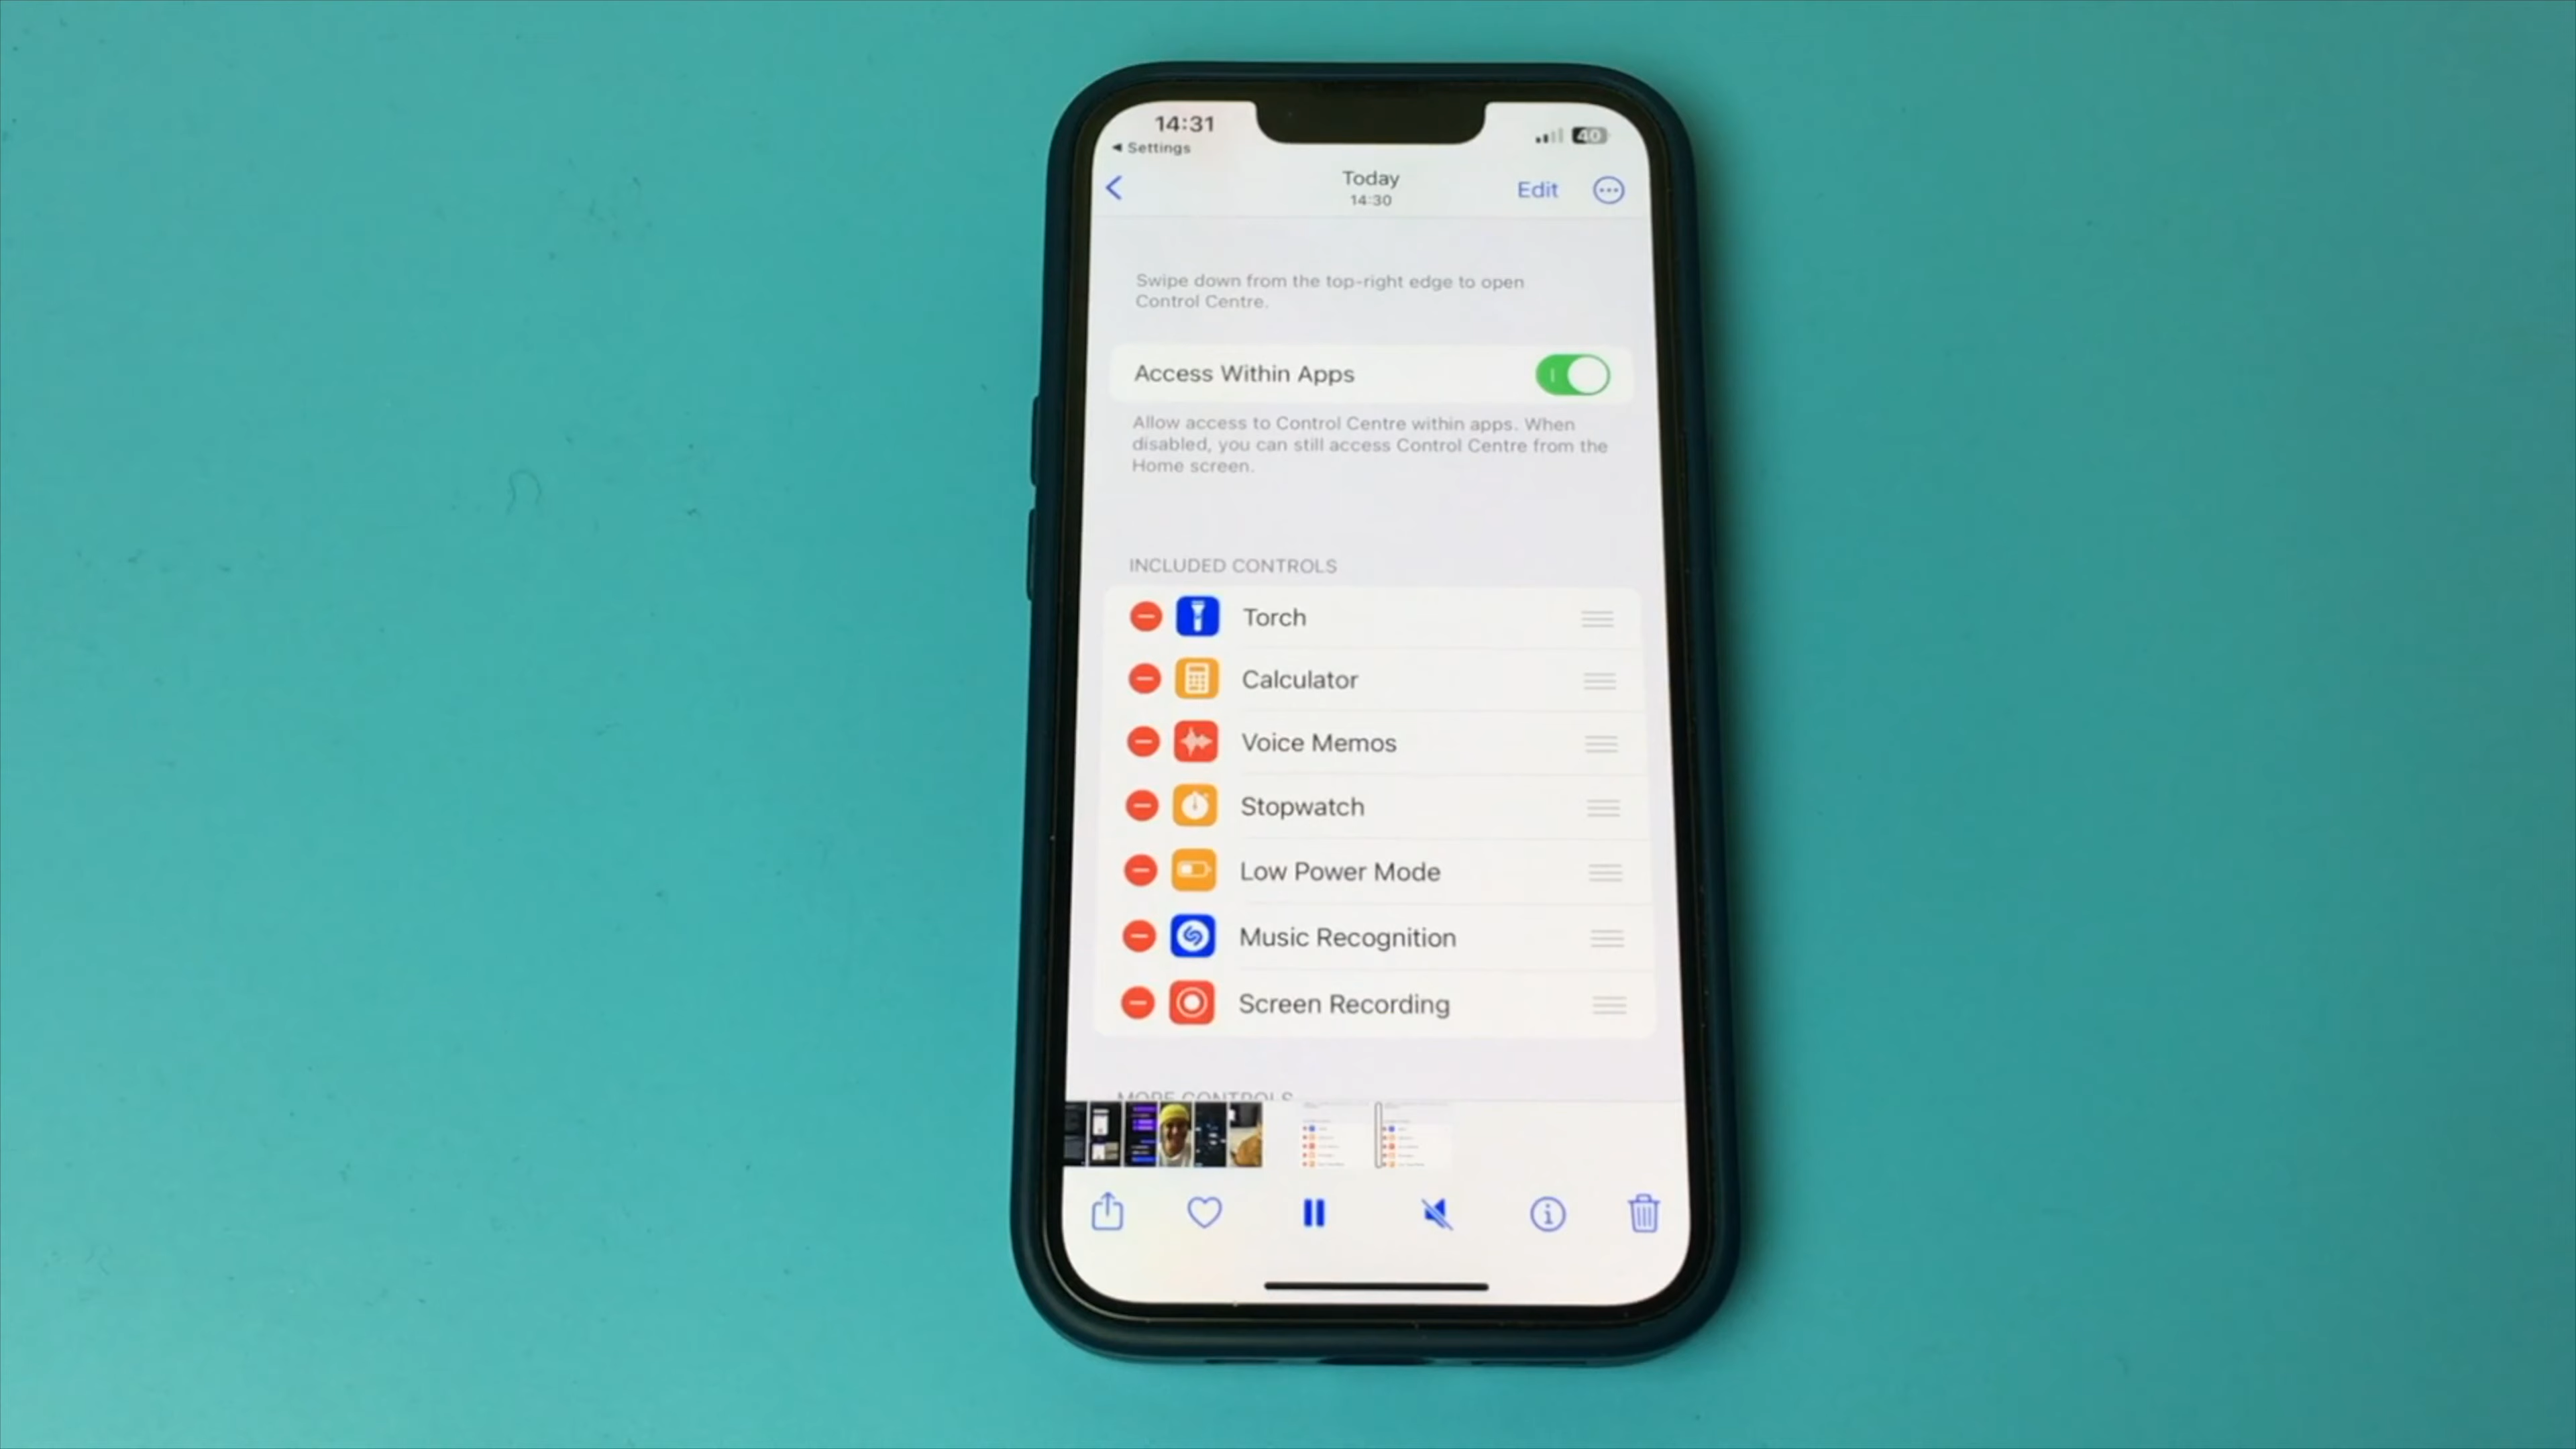 14:31
40
Settings
Today
14:30
Edit
Swipe down from the top-right edge to open
Control Centre.
Access Within Apps
Allow access to Control Centre within apps. When
disabled, you can still access Control Centre from the
Home screen.
INCLUDED CONTROLS
Torch
Calculator
Voice Memos
Stopwatch
Low Power Mode
Music Recognition
Screen Recording
MORE CONTROLS